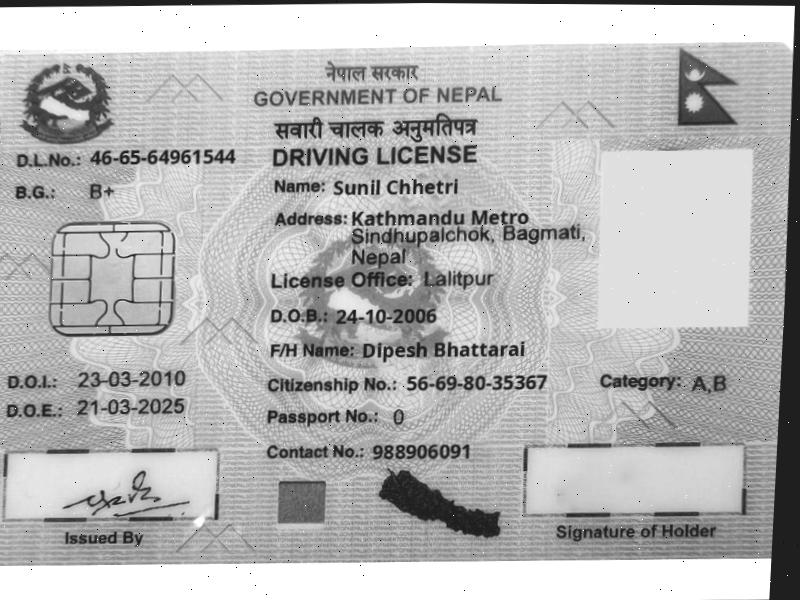 नेपाल सरकार
GOVERNMENT OF NEPAL
सवारी चालक अनुमतिपत्र
DRIVING LICENSE
D.L.No.: 46-65-64961544
B.G.: B+
Name: Sunil Chhetri
Address: Kathmandu Metro
Sindhupalchok, Bagmati,
Nepal
License Office: Lalitpur
D.O.B.: 24-10-2006
F/H Name: Dipesh Bhattarai
D.O.I.: 23-03-2010
Citizenship No.: 56-69-80-35367
Category: A,B
D.O.E.: 21-03-2025
Passport No.: 0
Contact No.: 988906091
Issued By
Signature of Holder